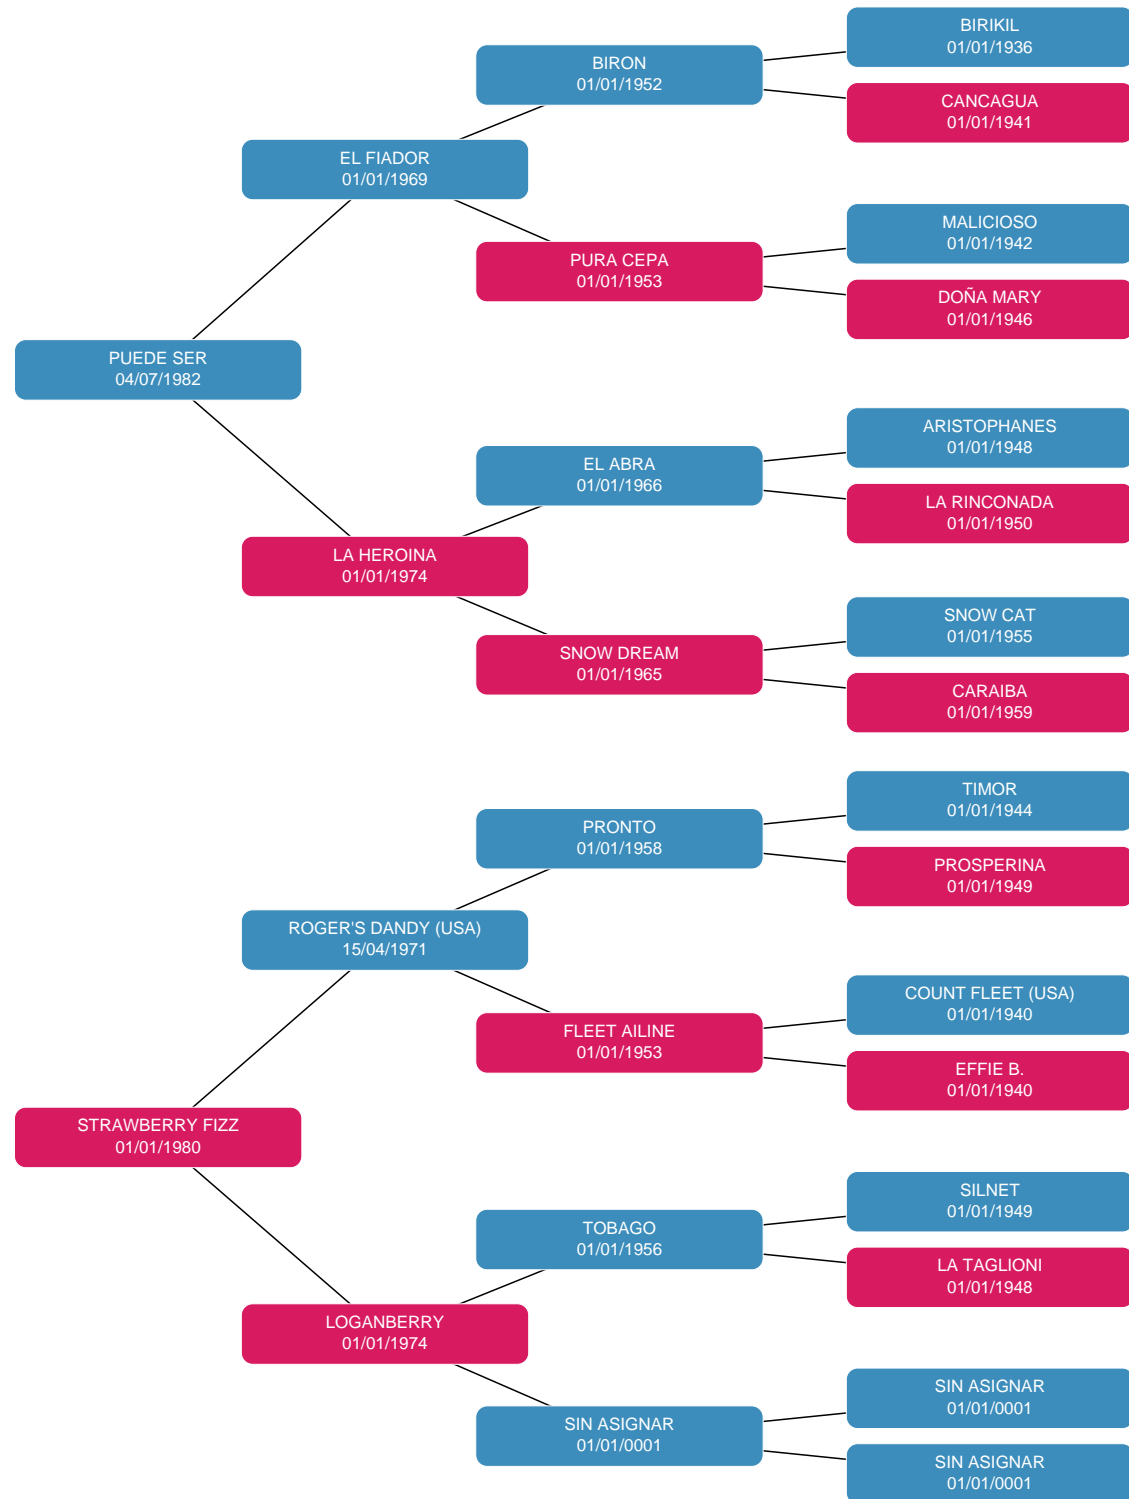 BIRIKIL
01/01/1936
BIRON
01/01/1952
CANCAGUA
01/01/1941
EL FIADOR
01/01/1969
MALICIOSO
01/01/1942
PURA CEPA
01/01/1953
DOÑA MARY
01/01/1946
PUEDE SER
04/07/1982
ARISTOPHANES
01/01/1948
EL ABRA
01/01/1966
LA RINCONADA
01/01/1950
LA HEROINA
01/01/1974
SNOW CAT
01/01/1955
SNOW DREAM
01/01/1965
CARAIBA
01/01/1959
TIMOR
01/01/1944
PRONTO
01/01/1958
PROSPERINA
01/01/1949
ROGER'S DANDY (USA)
15/04/1971
COUNT FLEET (USA)
01/01/1940
FLEET AILINE
01/01/1953
EFFIE B.
01/01/1940
STRAWBERRY FIZZ
01/01/1980
SILNET
01/01/1949
TOBAGO
01/01/1956
LA TAGLIONI
01/01/1948
LOGANBERRY
01/01/1974
SIN ASIGNAR
01/01/0001
SIN ASIGNAR
01/01/0001
SIN ASIGNAR
01/01/0001